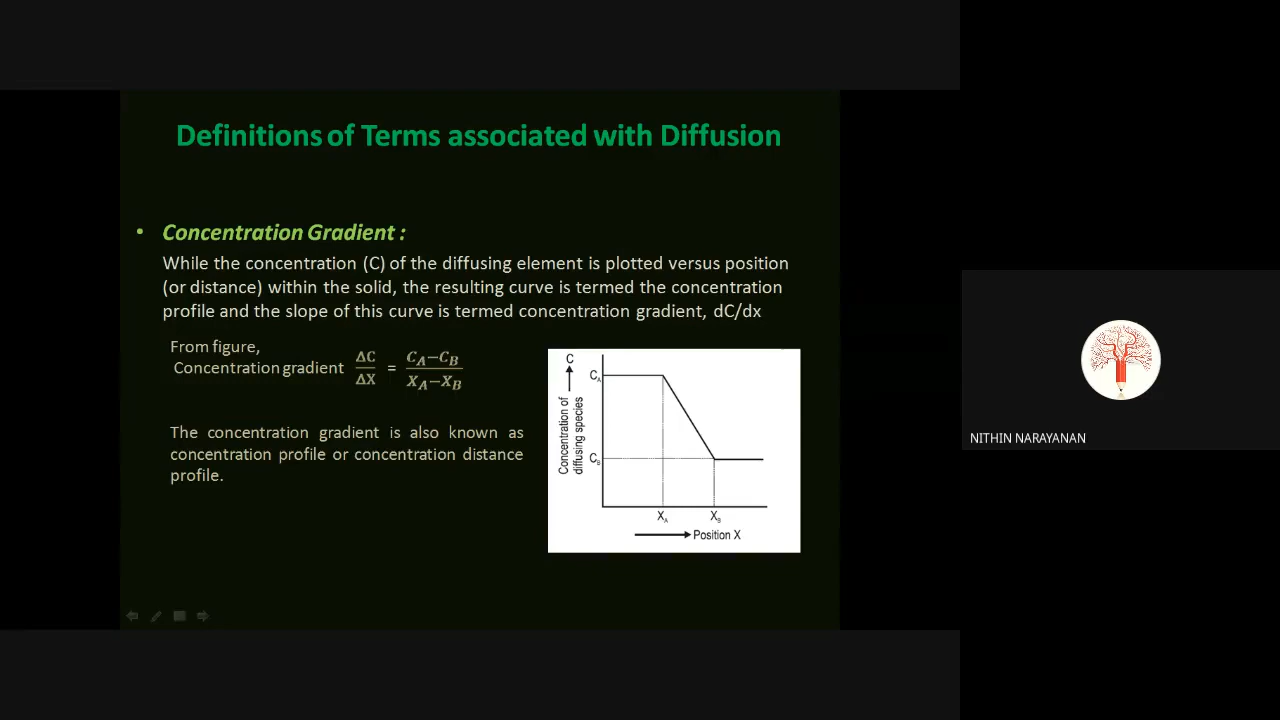 Definitions of Terms associated with Diffusion
• Concentration Gradient :
While the concentration (C) of the diffusing element is plotted versus position
(or distance) within the solid, the resulting curve is termed the concentration
profile and the slope of this curve is termed concentration gradient, dC/dx
From figure,
Concentration gradient ΔC/ΔX = (C_A−C_B)/(X_A−X_B)
The concentration gradient is also known as
concentration profile or concentration distance
profile.
C
Concentration of
diffusing species
C_A
C_B
X_A X_B
Position X
NITHIN NARAYANAN